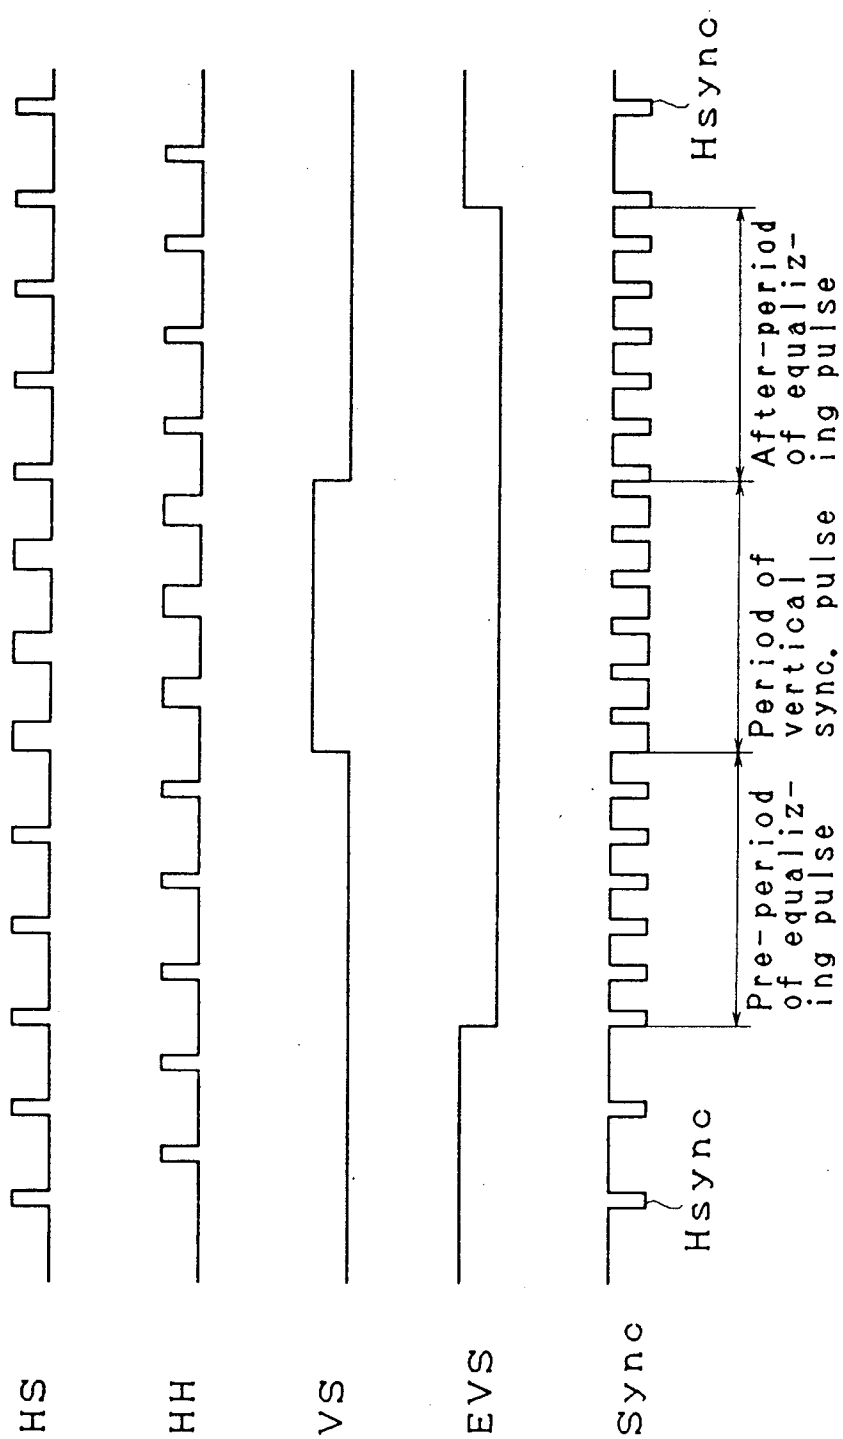 HS
HH
VS
EVS
Sync
Hsync
Hsync
Pre-period
of equaliz-
ing pulse
Period of
vertical
sync. pulse
After-period
of equaliz-
ing pulse